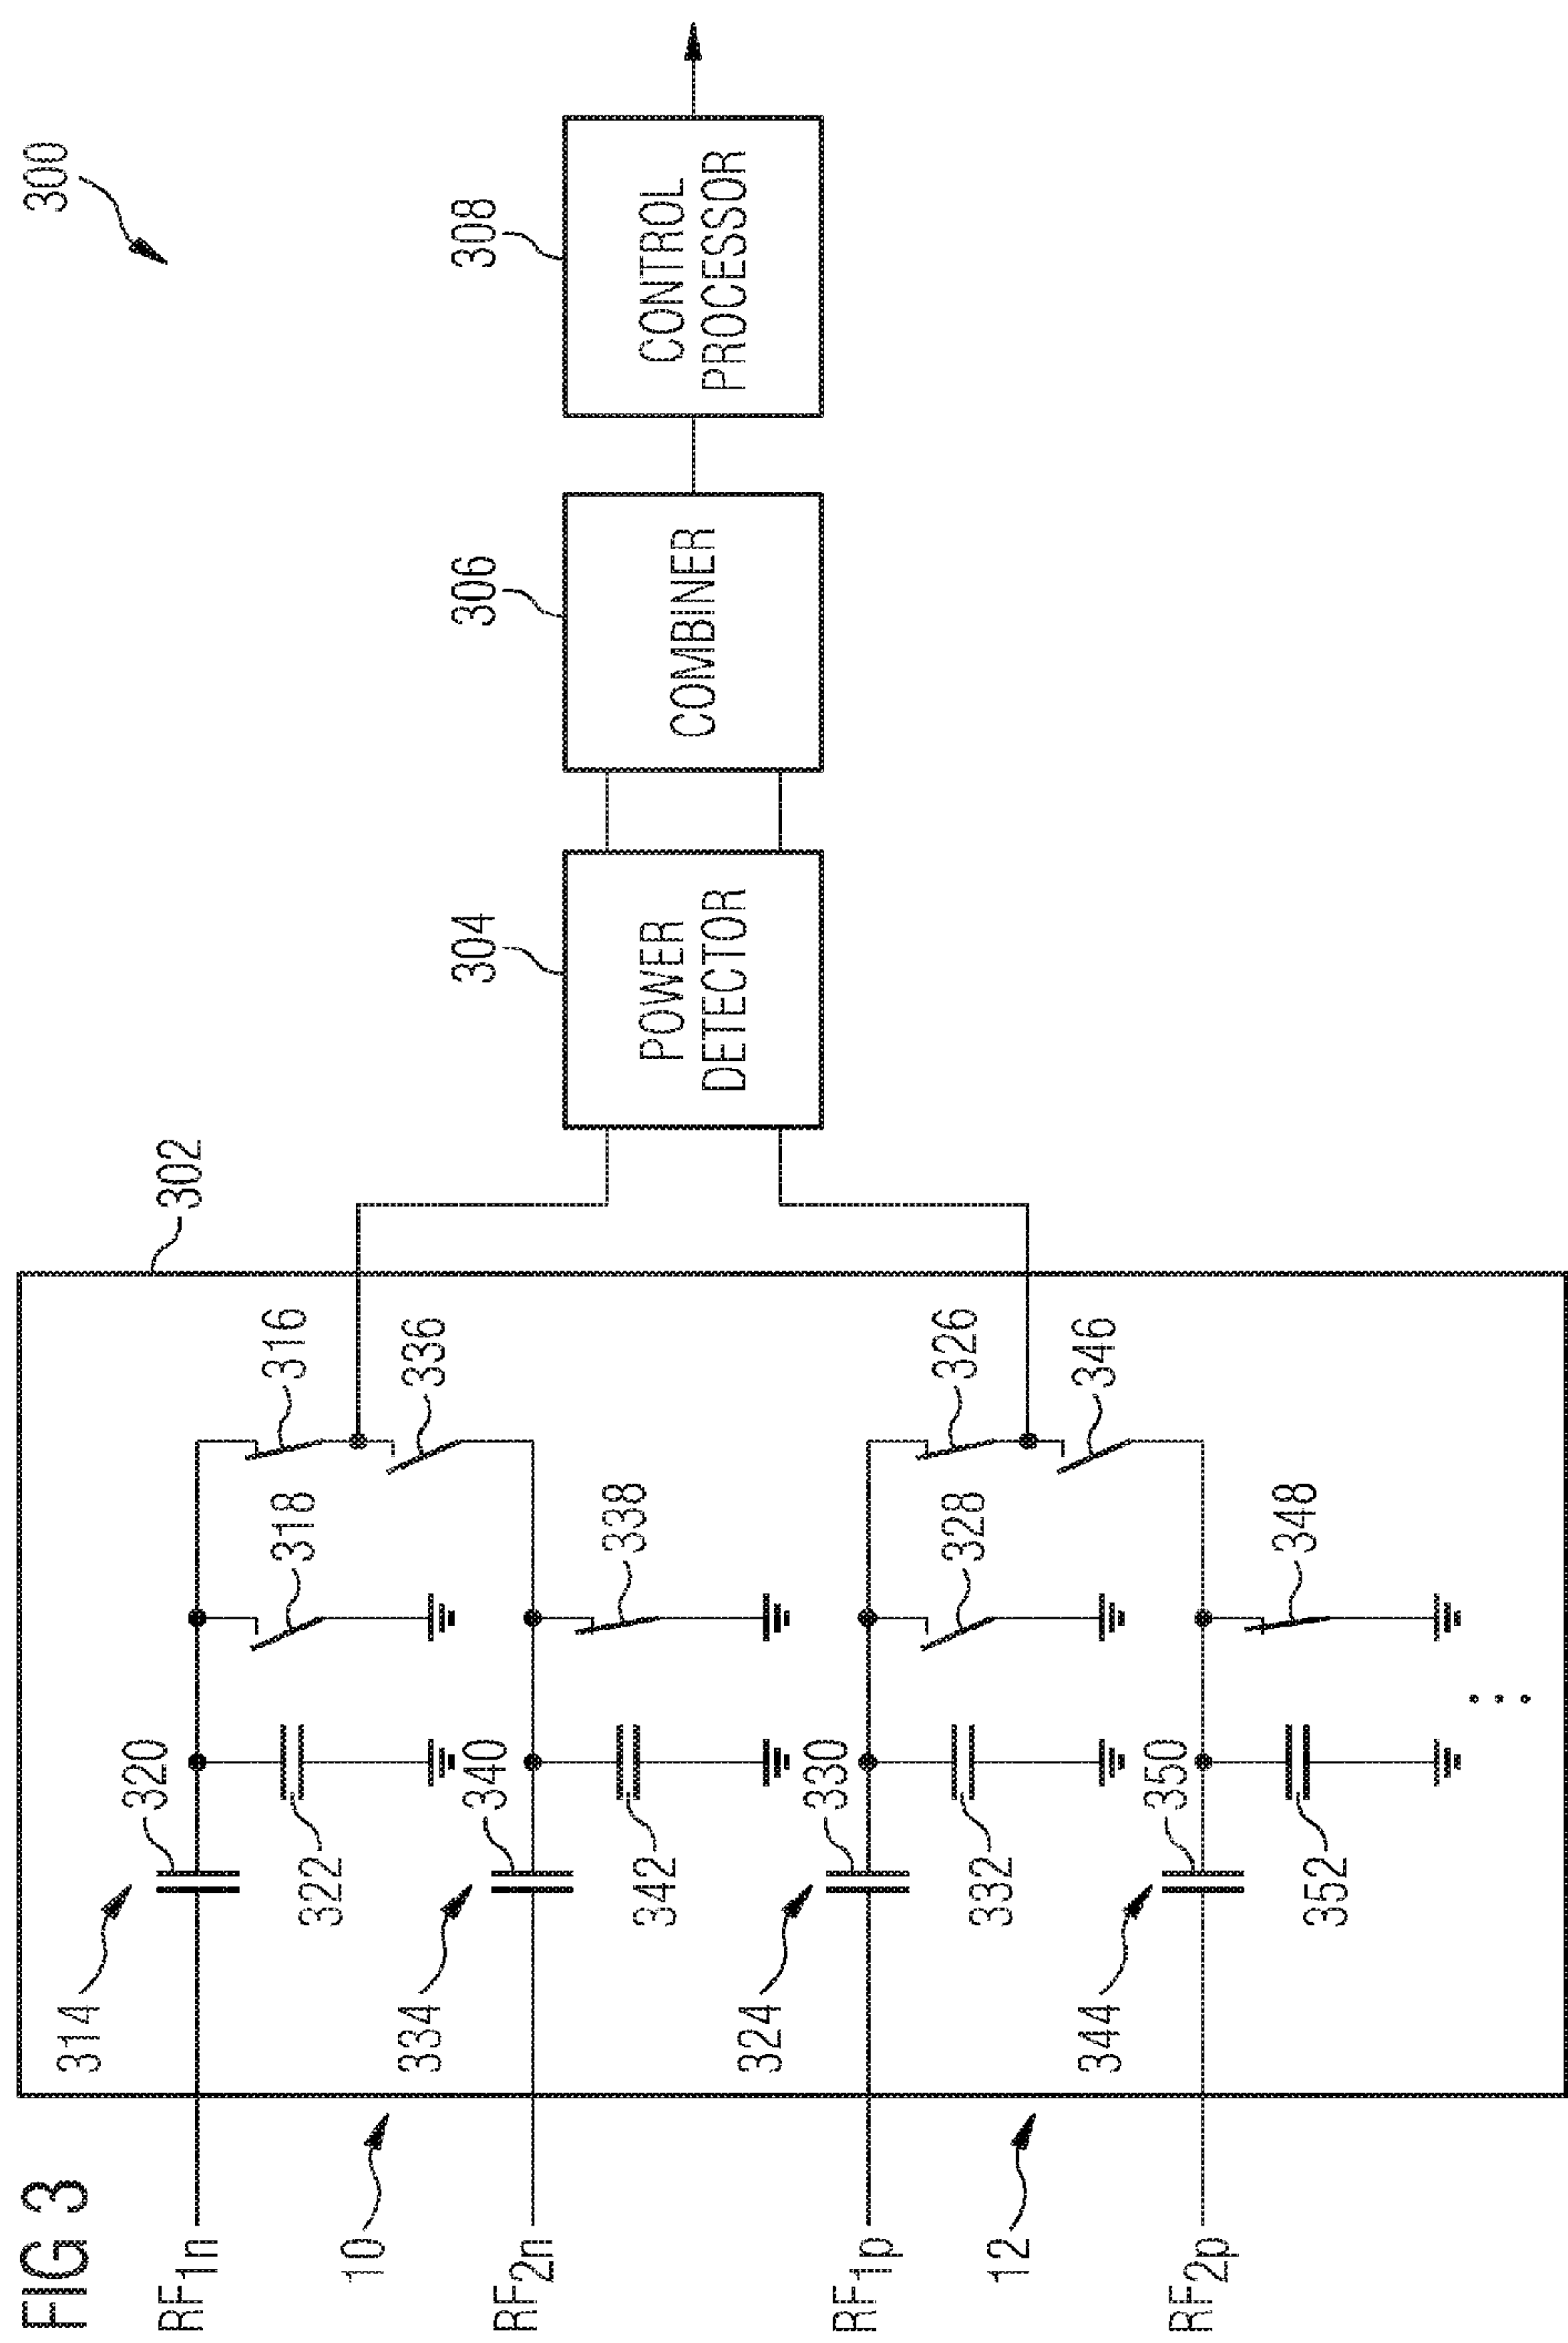 FIG 3
300
302
304
306
308
POWER
DETECTOR
COMBINER
CONTROL
PROCESSOR
RF1n
314
320
322
318
316
10
RF2n
334
340
342
338
336
RF1p
324
330
332
328
326
12
RF2p
344
350
352
348
346